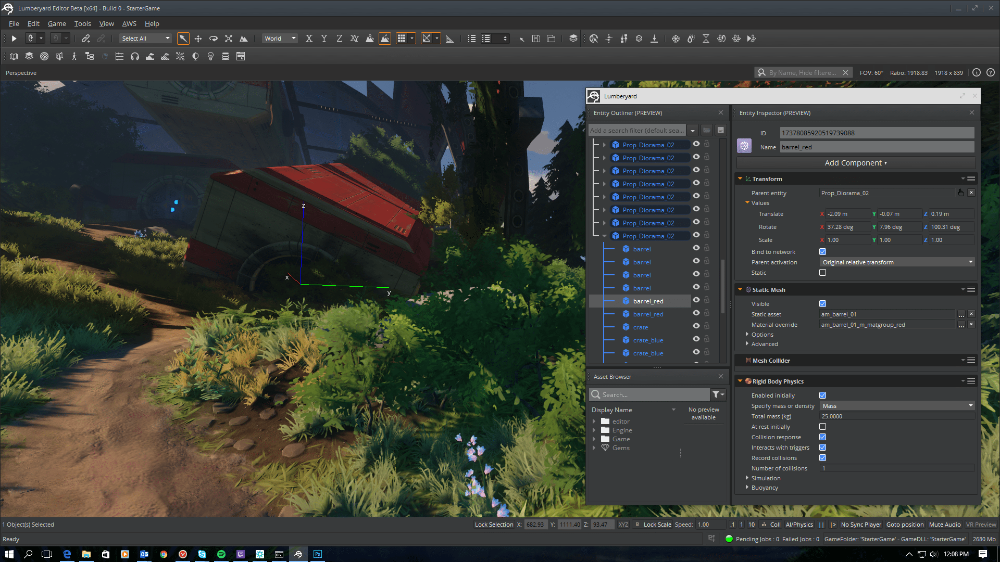 Lumberyard Editor Beta [x64] - Build 0 - StarterGame
File Edit Game Tools View AWS Help
Select All World X Y Z XY
Perspective By Name, Hide filtere... FOV: 60° Ratio: 1918:83 1918 x 839
Lumberyard
Entity Outliner (PREVIEW)
Add a search filter (default sea...
Prop_Diorama_02
Prop_Diorama_02
Prop_Diorama_02
Prop_Diorama_02
Prop_Diorama_02
Prop_Diorama_02
Prop_Diorama_02
Prop_Diorama_02
barrel
barrel
barrel
barrel
barrel_red
barrel_red
crate
crate_blue
crate_blue
Asset Browser
Search...
Display Name
No preview
available
editor
Engine
Game
Gems
Entity Inspector (PREVIEW)
ID 17378085920519739088
Name barrel_red
Add Component
Transform
Parent entity Prop_Diorama_02
Values
Translate X -2.09 m Y -0.07 m Z 0.19 m
Rotate X 37.28 deg Y 7.96 deg Z 100.31 deg
Scale X 1.00 Y 1.00 Z 1.00
Bind to network
Parent activation Original relative transform
Static
Static Mesh
Visible
Static asset am_barrel_01 ...
Material override am_barrel_01_m_matgroup_red ...
Options
Advanced
Mesh Collider
Rigid Body Physics
Enabled initially
Specify mass or density Mass
Total mass (kg) 25.0000
At rest initially
Collision response
Interacts with triggers
Record collisions
Number of collisions 1
Simulation
Buoyancy
z
x
y
1 Object(s) Selected Lock Selection X: 682.93 Y: 1111.40 Z: 93.47 XYZ Lock Scale Speed: 1.00 .1 1 10 Coll AI/Physics || |> No Sync Player Goto position Mute Audio VR Preview
Ready Pending Jobs : 0 Failed Jobs : 0 GameFolder: 'StarterGame' - GameDLL: 'StarterGame' 2680 Mb
Ps
12:08 PM